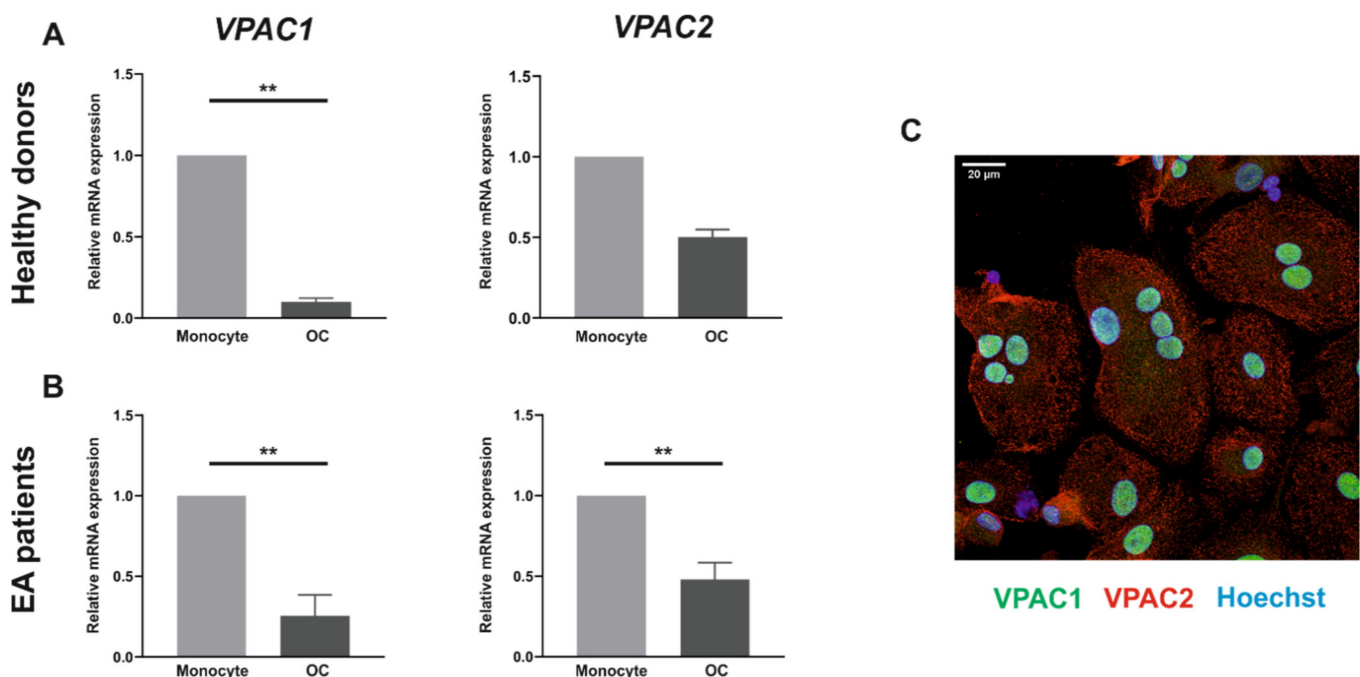 A
VPAC1
VPAC2
Healthy donors
Relative mRNA expression
1.5
1.0
0.5
0.0
**
Monocyte
OC
Relative mRNA expression
1.5
1.0
0.5
0.0
Monocyte
OC
B
EA patients
Relative mRNA expression
1.5
1.0
0.5
0.0
**
Monocyte
OC
Relative mRNA expression
1.5
1.0
0.5
0.0
**
Monocyte
OC
C
20 µm
VPAC1 VPAC2 Hoechst